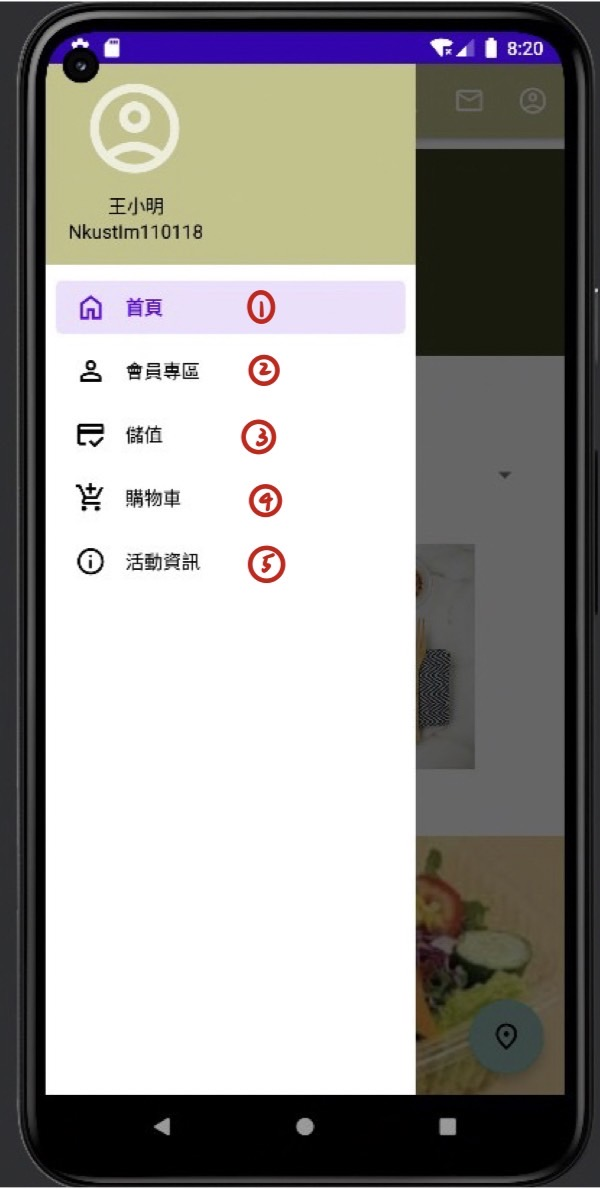 8:20
王小明
NkustIm110118
首頁 ①
會員專區 ②
儲值 ③
購物車 ④
活動資訊 ⑤